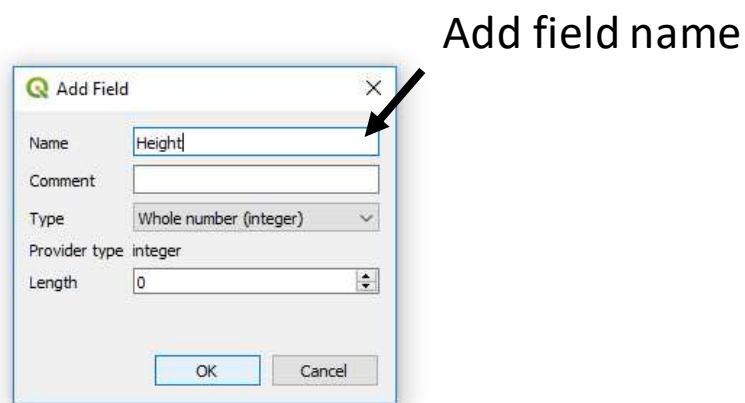 Add field name
Add Field
Name Height
Comment
Type Whole number (integer)
Provider type integer
Length 0
OK Cancel